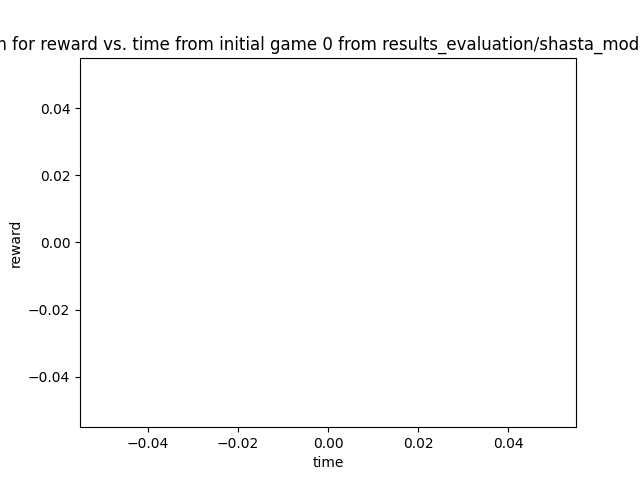 n for reward vs. time from initial game 0 from results_evaluation/shasta_mod
0.04
0.02
0.00
−0.02
−0.04
reward
−0.04 −0.02 0.00 0.02 0.04
time